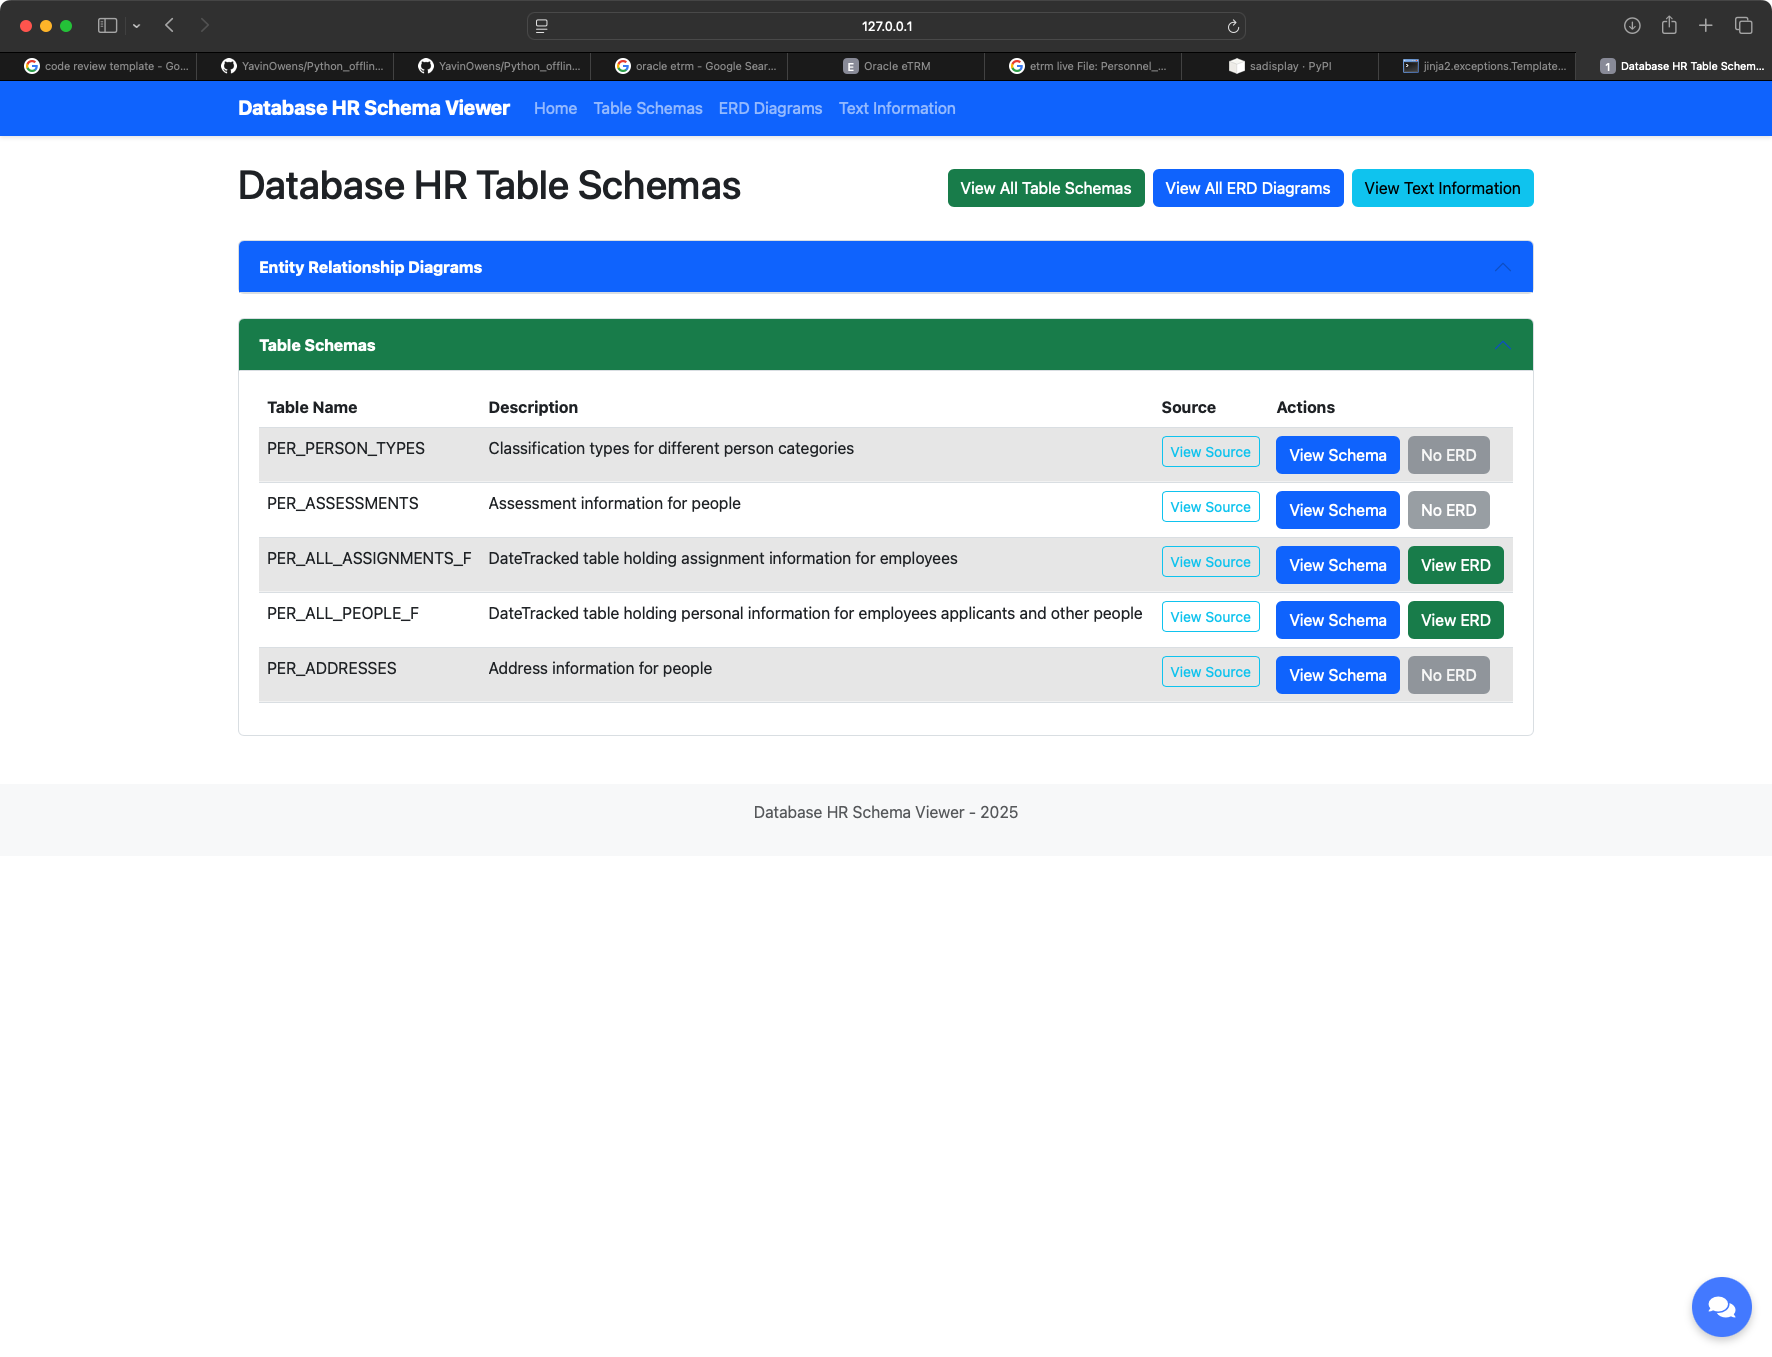 127.0.0.1
code review template - Go...
YavinOwens/Python_offlin...
YavinOwens/Python_offlin...
oracle etrm - Google Sear...
E Oracle eTRM
etrm live File: Personnel_...
sadisplay · PyPI
jinja2.exceptions.Template...
1 Database HR Table Schem...
Database HR Schema Viewer Home Table Schemas ERD Diagrams Text Information
Database HR Table Schemas
View All Table Schemas View All ERD Diagrams View Text Information
Entity Relationship Diagrams
Table Schemas
Table Name Description Source Actions
PER_PERSON_TYPES Classification types for different person categories View Source View Schema No ERD
PER_ASSESSMENTS Assessment information for people View Source View Schema No ERD
PER_ALL_ASSIGNMENTS_F DateTracked table holding assignment information for employees View Source View Schema View ERD
PER_ALL_PEOPLE_F DateTracked table holding personal information for employees applicants and other people View Source View Schema View ERD
PER_ADDRESSES Address information for people View Source View Schema No ERD
Database HR Schema Viewer - 2025